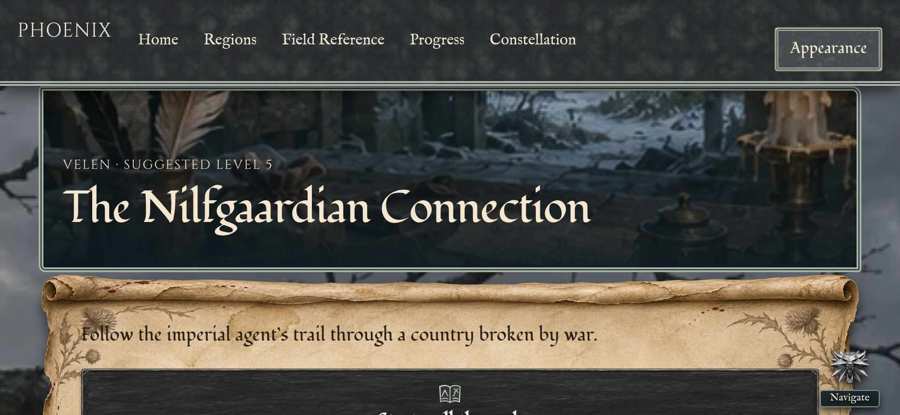 PHOENIX
Home Regions Field Reference Progress Constellation
Appearance
VELEN · SUGGESTED LEVEL 5
The Nilfgaardian Connection
Follow the imperial agent's trail through a country broken by war.
Navigate